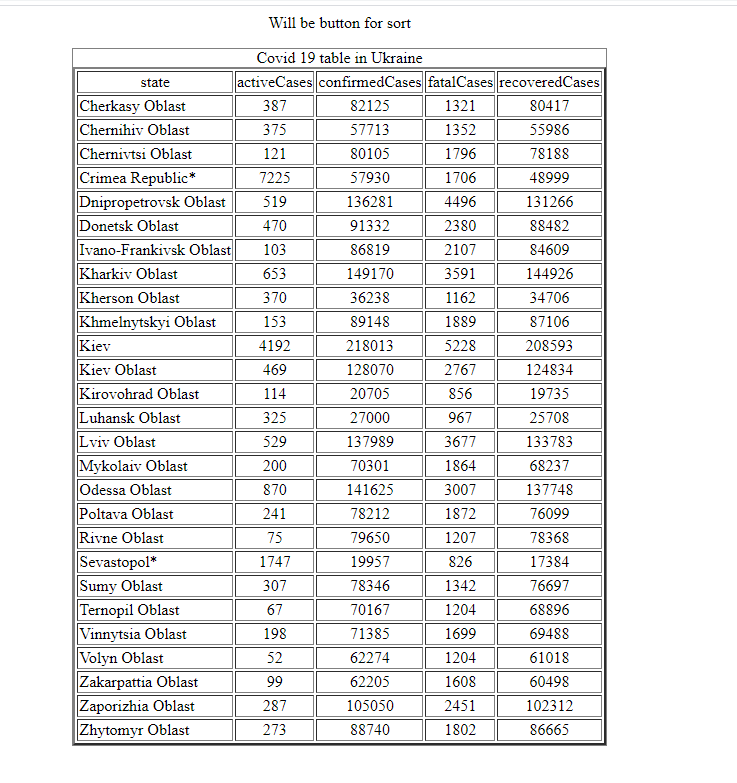 Will be button for sort
Covid 19 table in Ukraine
state activeCases confirmedCases fatalCases recoveredCases
Cherkasy Oblast 387 82125 1321 80417
Chernihiv Oblast 375 57713 1352 55986
Chernivtsi Oblast 121 80105 1796 78188
Crimea Republic* 7225 57930 1706 48999
Dnipropetrovsk Oblast 519 136281 4496 131266
Donetsk Oblast 470 91332 2380 88482
Ivano-Frankivsk Oblast 103 86819 2107 84609
Kharkiv Oblast 653 149170 3591 144926
Kherson Oblast 370 36238 1162 34706
Khmelnytskyi Oblast 153 89148 1889 87106
Kiev 4192 218013 5228 208593
Kiev Oblast 469 128070 2767 124834
Kirovohrad Oblast 114 20705 856 19735
Luhansk Oblast 325 27000 967 25708
Lviv Oblast 529 137989 3677 133783
Mykolaiv Oblast 200 70301 1864 68237
Odessa Oblast 870 141625 3007 137748
Poltava Oblast 241 78212 1872 76099
Rivne Oblast 75 79650 1207 78368
Sevastopol* 1747 19957 826 17384
Sumy Oblast 307 78346 1342 76697
Ternopil Oblast 67 70167 1204 68896
Vinnytsia Oblast 198 71385 1699 69488
Volyn Oblast 52 62274 1204 61018
Zakarpattia Oblast 99 62205 1608 60498
Zaporizhia Oblast 287 105050 2451 102312
Zhytomyr Oblast 273 88740 1802 86665